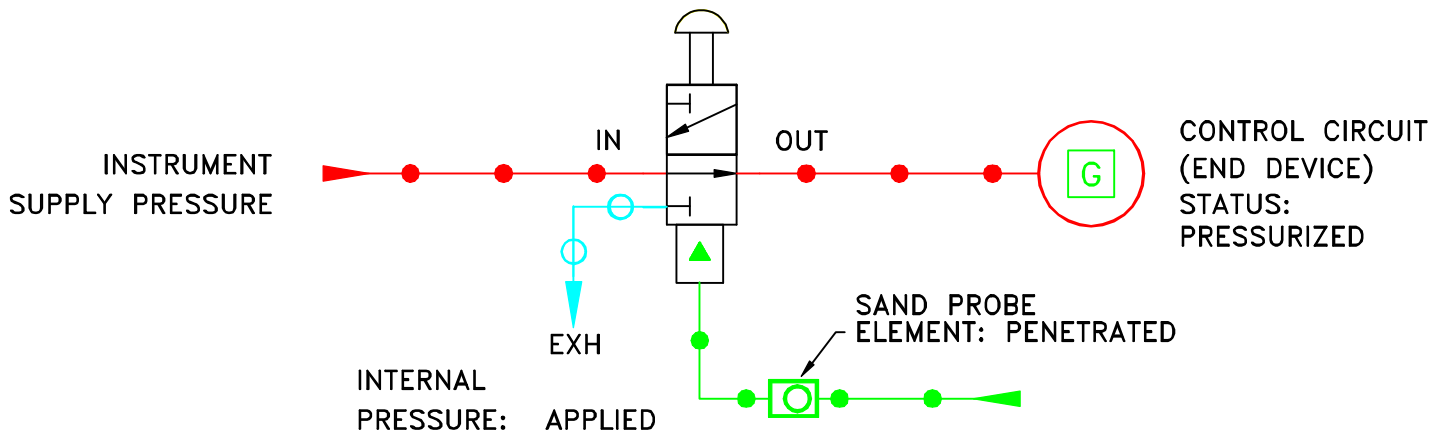 IN
OUT
INSTRUMENT
SUPPLY PRESSURE
G
CONTROL CIRCUIT
(END DEVICE)
STATUS:
PRESSURIZED
EXH
SAND PROBE
ELEMENT: PENETRATED
INTERNAL
PRESSURE: APPLIED